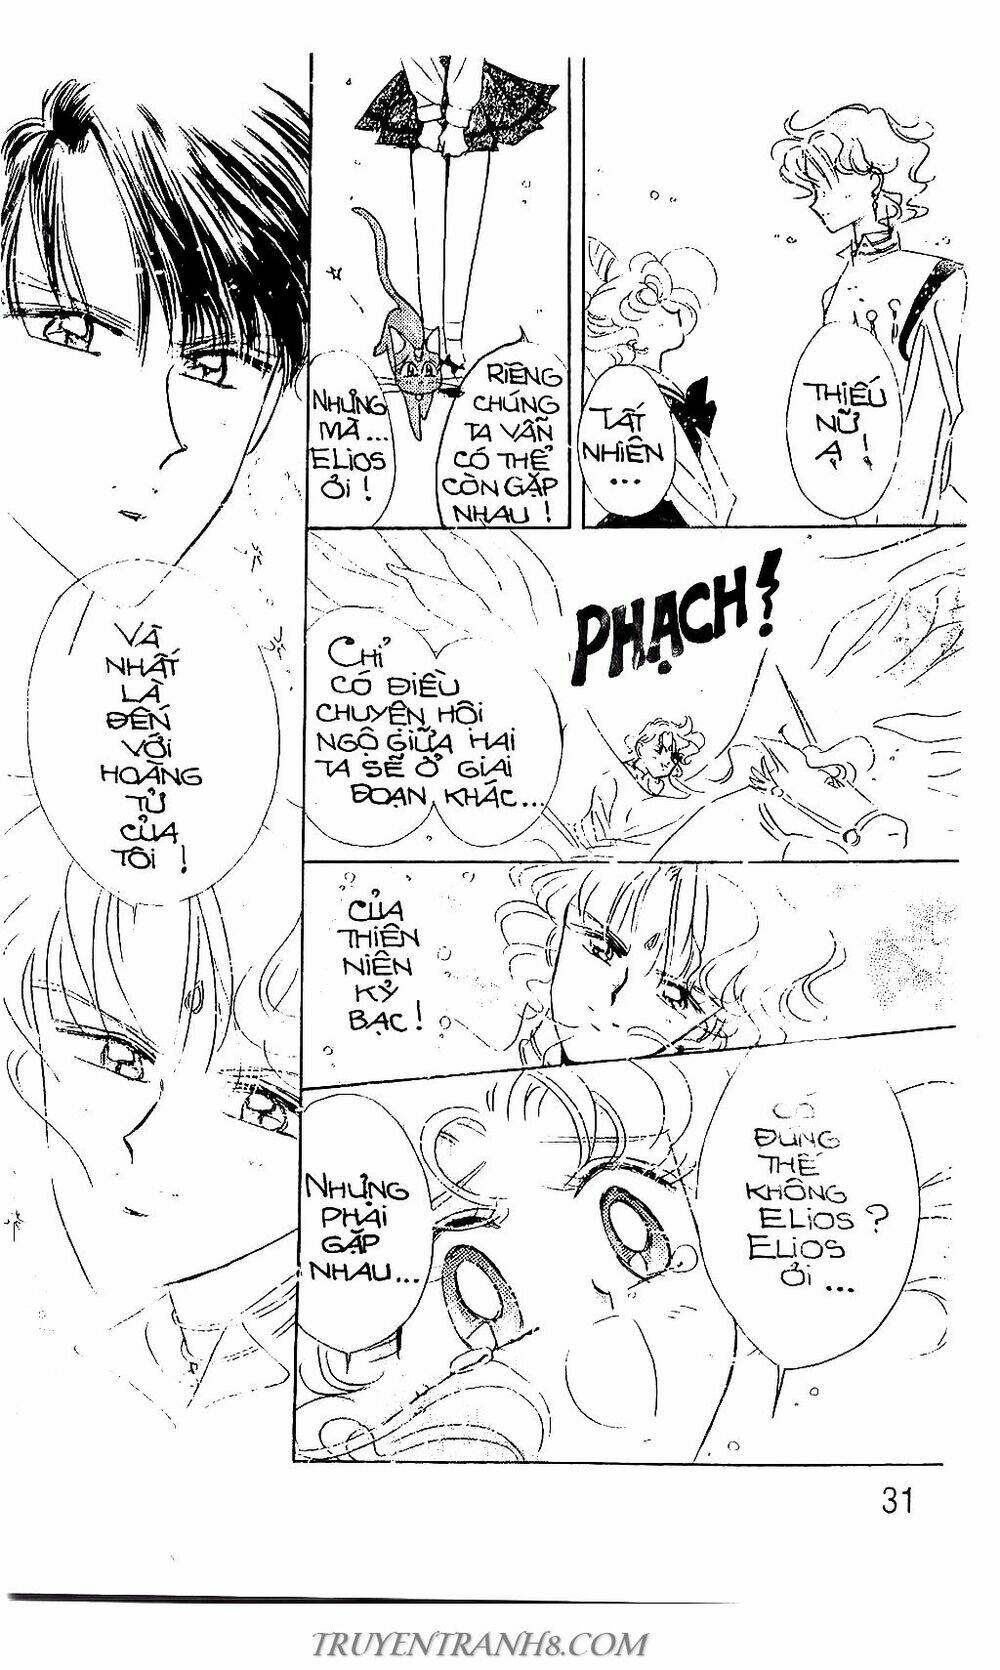 THIẾU
NỮ
Ạ!
TẤT
NHIÊN
...
RIÊNG
CHÚNG
TA VẪN
CÓ THỂ
CÒN GẶP
NHAU!
NHƯNG
MÀ...
ELIOS
ƠI!
PHẠCH!
CHỈ
CÓ ĐIỀU
CHUYỆN HỘI
NGỘ GIỮA HAI
TA SẼ Ở GIAI
ĐOẠN KHÁC...
CỦA
THIÊN
NIÊN
KỶ
BẠC!
CÓ
ĐÚNG
THẾ
KHÔNG
ELIOS?
ELIOS
ƠI...
NHƯNG
PHẢI
GẶP
NHAU...
VÀ
NHẤT
LÀ
ĐẾN
VỚI
HOÀNG
TỬ
CỦA
TÔI!
31
TRUYENTRANH8.COM